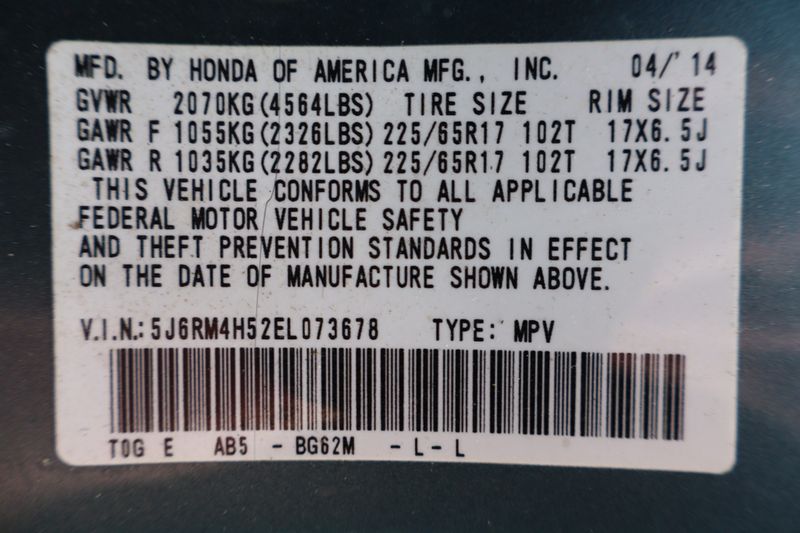 MFD. BY HONDA OF AMERICA MFG., INC. 04/'14
GVWR 2070KG(4564LBS) TIRE SIZE RIM SIZE
GAWR F 1055KG(2326LBS) 225/65R17 102T 17X6.5J
GAWR R 1035KG(2282LBS) 225/65R17 102T 17X6.5J
THIS VEHICLE CONFORMS TO ALL APPLICABLE
FEDERAL MOTOR VEHICLE SAFETY
AND THEFT PREVENTION STANDARDS IN EFFECT
ON THE DATE OF MANUFACTURE SHOWN ABOVE.
V.I.N.: 5J6RM4H52EL073678 TYPE: MPV
T0G E AB5 - BG62M - L - L